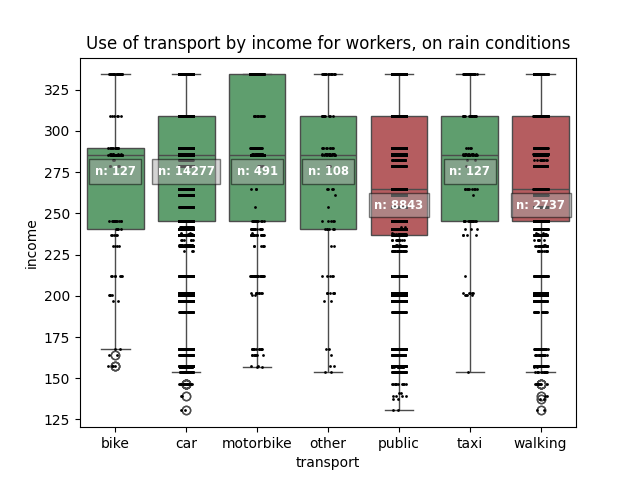 Use of transport by income for workers, on rain conditions
income
325
300
275
250
225
200
175
150
125
n: 127
n: 14277
n: 491
n: 108
n: 8843
n: 127
n: 2737
bike
car
motorbike
other
public
taxi
walking
transport